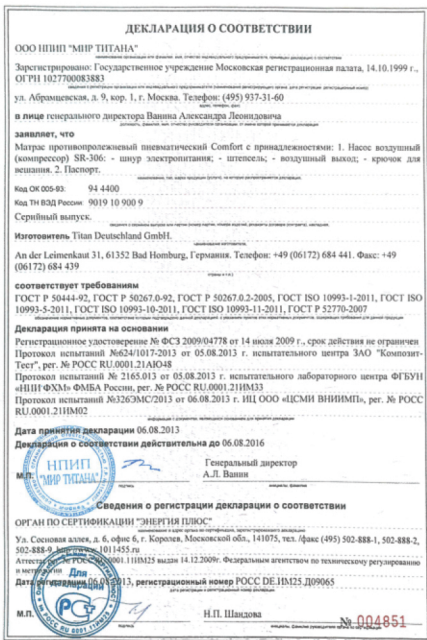 ДЕКЛАРАЦИЯ О СООТВЕТСТВИИ
ООО НПИП "МИР ТИТАНА"
Зарегистрировано: Государственное учреждение Московская регистрационная палата, 14.10.1999 г.,
ОГРН 1027700083883
ул. Абрамцевская, д. 9, кор. 1, г. Москва. Телефон: (495) 937-31-60
в лице генерального директора Ванина Александра Леонидовича
заявляет, что
Матрас противопролежневый пневматический Comfort с принадлежностями: 1. Насос воздушный
(компрессор) SR-306: - шнур электропитания; - штепсель; - воздушный выход; - крючок для
вешания. 2. Паспорт.
Код ОК 005-93: 94 4400
Код ТН ВЭД России 9019 10 900 9
Серийный выпуск.
Изготовитель Titan Deutschland GmbH.
An der Leimenkaut 31, 61352 Bad Homburg, Германия. Телефон: +49 (06172) 684 441. Факс: +49
(06172) 684 439
соответствует требованиям
ГОСТ Р 50444-92, ГОСТ Р 50267.0-92, ГОСТ Р 50267.0.2-2005, ГОСТ ISO 10993-1-2011, ГОСТ ISO
10993-5-2011, ГОСТ ISO 10993-10-2011, ГОСТ ISO 10993-11-2011, ГОСТ Р 52770-2007
Декларация принята на основании
Регистрационное удостоверение № ФСЗ 2009/04778 от 14 июля 2009 г., срок действия не ограничен
Протокол испытаний №624/1017-2013 от 05.08.2013 г. испытательного центра ЗАО "Композит-
Тест", рег. № РОСС RU.0001.21АЮ48
Протокол испытаний № 2165.013 от 05.08.2013 г. испытательного лабораторного центра ФГБУН
«НИИ ФХМ» ФМБА России, рег. № РОСС RU.0001.21ИМ33
Протокол испытаний №326ЭМС/2013 от 06.08.2013 г. ИЦ ООО «ЦСМИ ВНИИМП», рег. № РОСС
RU.0001.21ИМ02
Дата принятия декларации 06.08.2013
Декларация о соответствии действительна до 06.08.2016
НПИП
"МИР ТИТАНА"
М.П.
Генеральный директор
А.Л. Ванин
Сведения о регистрации декларации о соответствии
ОРГАН ПО СЕРТИФИКАЦИИ "ЭНЕРГИЯ ПЛЮС"
Ул. Сосновая аллея, д. 6, офис 6, г. Королев, Московской обл., 141075, тел. /факс (495) 502-888-1, 502-888-2,
502-888-9, http://www.1011455.ru
Аттестат рег. № РОСС RU.0001.11ИМ25 выдан 14.12.2009г. Федеральным агентством по техническому регулированию
и метрологии
Дата регистрации 06.08.2013, регистрационный номер РОСС DE.ИМ25.Д09065
Для
деклараций
РОСС RU 0001 11ИМ25
М.П.
Н.П. Шандова
№ 004851